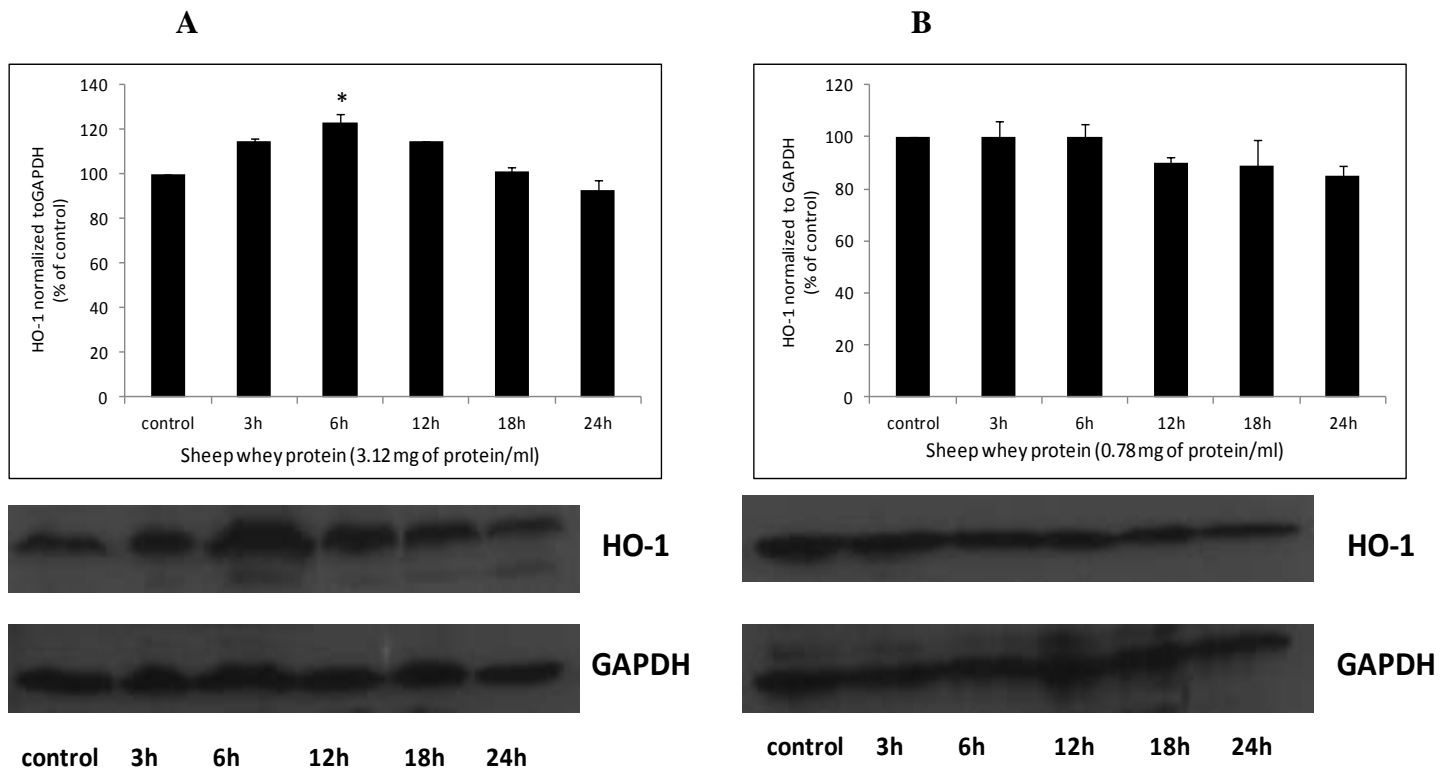 A
140
120
100
80
60
40
20
0
HO-1 normalized toGAPDH
(% of control)
*
control 3h 6h 12h 18h 24h
Sheep whey protein (3.12 mg of protein/ml)
HO-1
GAPDH
control 3h 6h 12h 18h 24h
B
120
100
80
60
40
20
0
HO-1 normalized to GAPDH
(% of control)
control 3h 6h 12h 18h 24h
Sheep whey protein (0.78 mg of protein/ml)
HO-1
GAPDH
control 3h 6h 12h 18h 24h